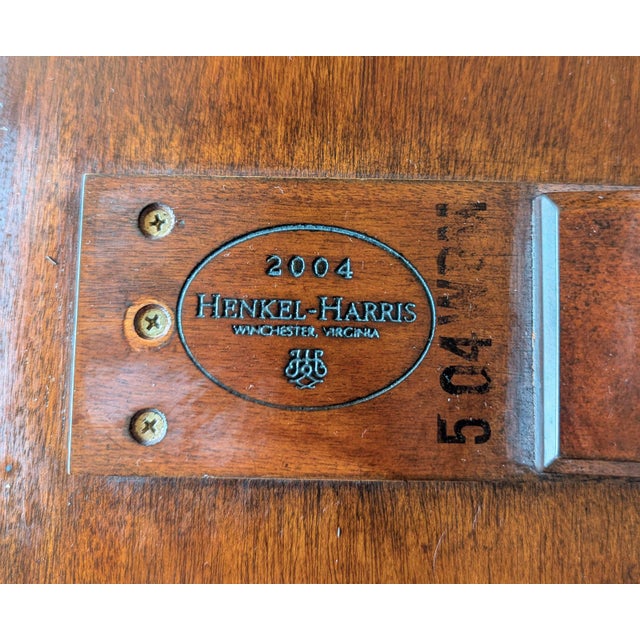 2004
HENKEL-HARRIS
WINCHESTER, VIRGINIA
504